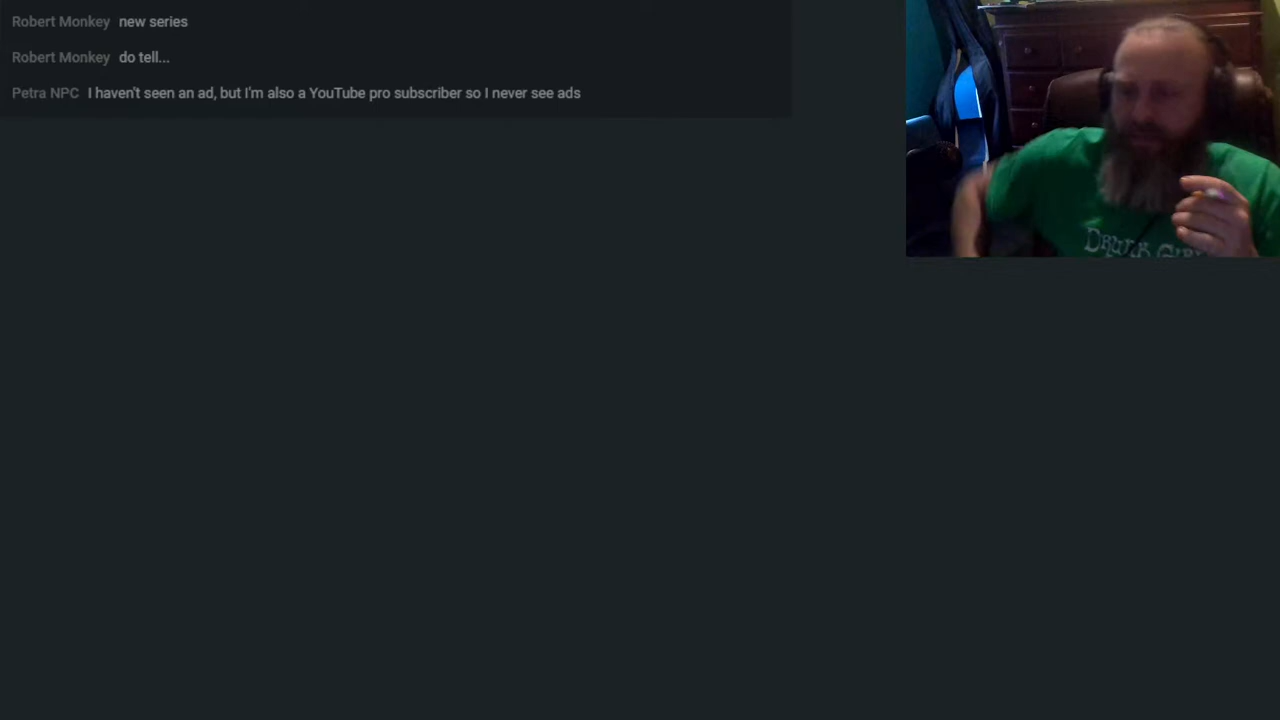 Robert Monkey new series
Robert Monkey do tell...
Petra NPC I haven't seen an ad, but I'm also a YouTube pro subscriber so I never see ads